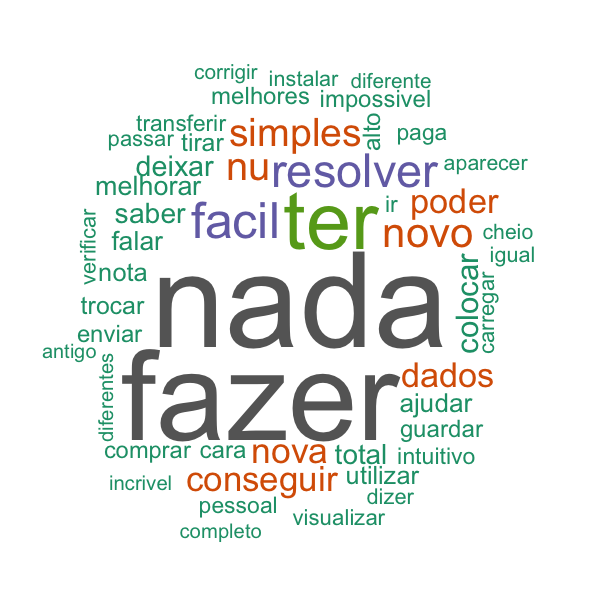 corrigir
instalar
diferente
melhores
impossivel
transferir
simples
alto
paga
passar
tirar
deixar
nu
resolver
aparecer
melhorar
saber
facil
ter
ir
poder
novo
cheio
falar
verificar
igual
nota
nada
colocar
carregar
trocar
enviar
antigo
fazer
dados
diferentes
ajudar
guardar
comprar
cara
nova
total
intuitivo
incrivel
conseguir
utilizar
dizer
pessoal
visualizar
completo